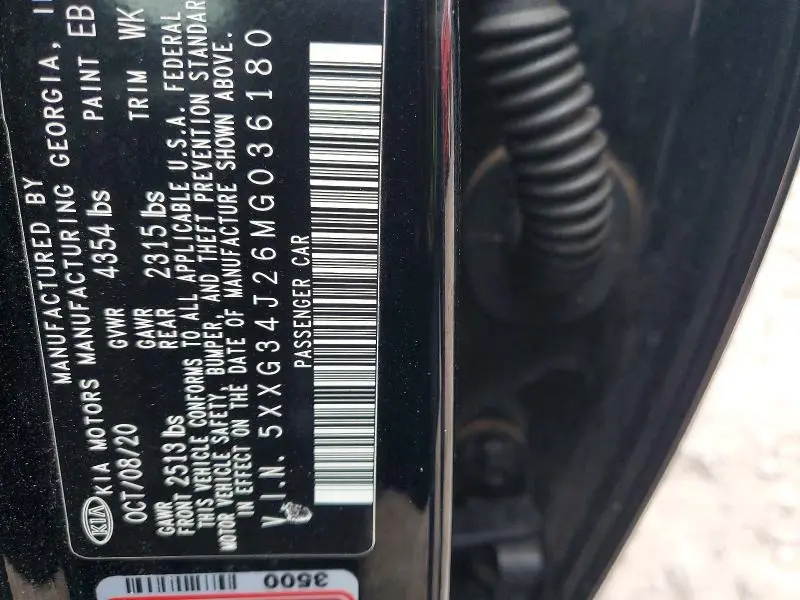 KIA
MANUFACTURED BY
KIA MOTORS MANUFACTURING GEORGIA,
OCT/08/20 GVWR 4354 lbs PAINT EB
GAWR FRONT 2513 lbs GAWR REAR 2315 lbs TRIM WK
THIS VEHICLE CONFORMS TO ALL APPLICABLE U.S.A. FEDERAL
MOTOR VEHICLE SAFETY, BUMPER, AND THEFT PREVENTION STANDAR
IN EFFECT ON THE DATE OF MANUFACTURE SHOWN ABOVE.
V.I.N. 5XXG34J26MG036180
PASSENGER CAR
3500